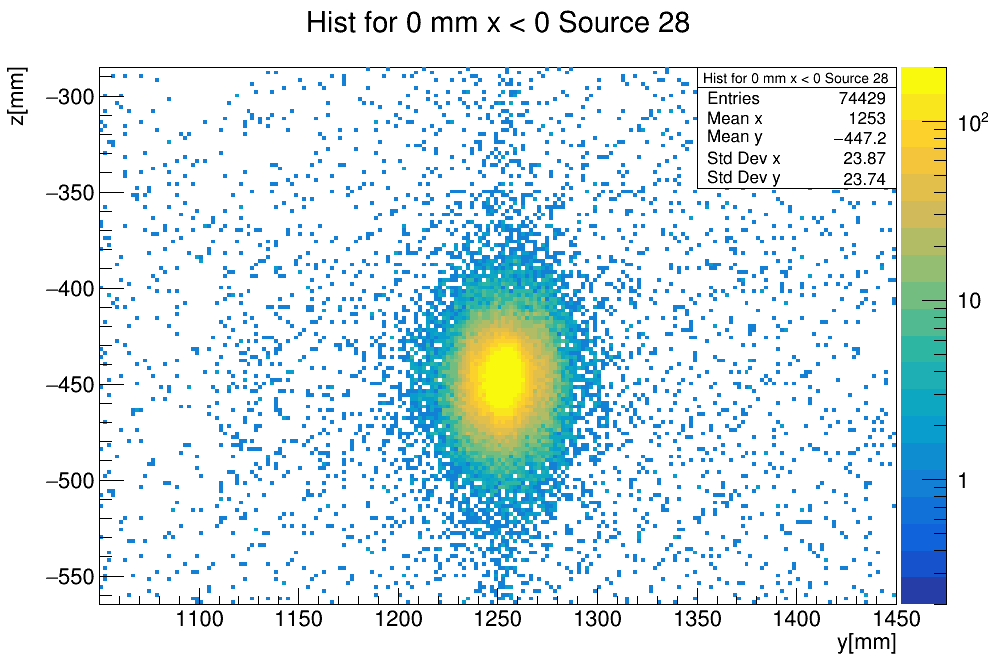 Hist for 0 mm x < 0 Source 28
z[mm]
Hist for 0 mm x < 0 Source 28
Entries 74429
Mean x 1253
Mean y −447.2
Std Dev x 23.87
Std Dev y 23.74
−300
−350
−400
−450
−500
−550
10²
10
1
1100 1150 1200 1250 1300 1350 1400 1450
y[mm]